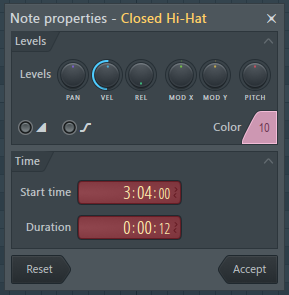 Note properties - Closed Hi-Hat
Levels
Levels
PAN VEL REL MOD X MOD Y PITCH
Color 10
Time
Start time 3:04:00
Duration 0:00:12
Reset Accept